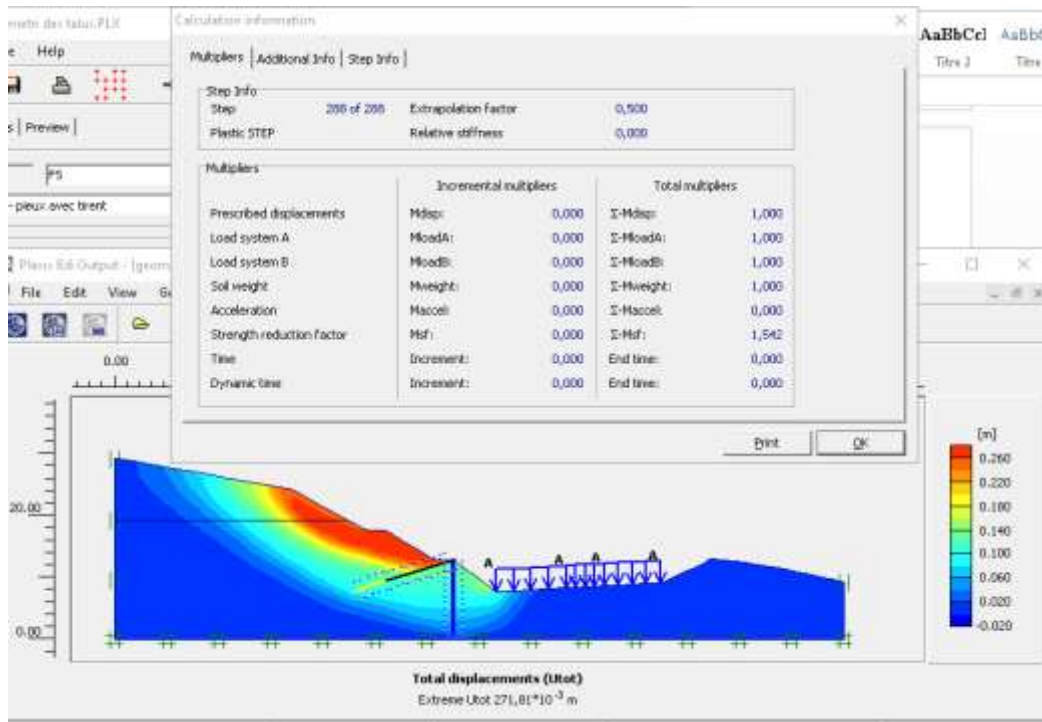 Calculation information
AaBbCcI AaBb
Titre 2 Titre
Help
Multipliers Additional Info Step Info
Preview
Step Info
Step 288 of 288 Extrapolation factor 0,500
Plastic STEP Relative stiffness 0,000
PS
- pieux avec tirent
Multipliers
Incremental multipliers Total multipliers
Prescribed displacements Mdisp: 0,000 Σ-Mdisp: 1,000
Load system A MloadA: 0,000 Σ-MloadA: 1,000
Load system B MloadB: 0,000 Σ-MloadB: 1,000
Soil weight Mweight: 0,000 Σ-Mweight: 1,000
Acceleration Maccel: 0,000 Σ-Maccel: 0,000
Strength reduction factor Msf: 0,000 Σ-Msf: 1,542
Time Increment: 0,000 End time: 0,000
Dynamic time Increment: 0,000 End time: 0,000
Print OK
Output
File Edit View
0.00
20.00
0.00
A A A A
[m]
0.260
0.220
0.180
0.140
0.100
0.060
0.020
-0.020
Total displacements (Utot)
Extreme Utot 271,81*10⁻³ m